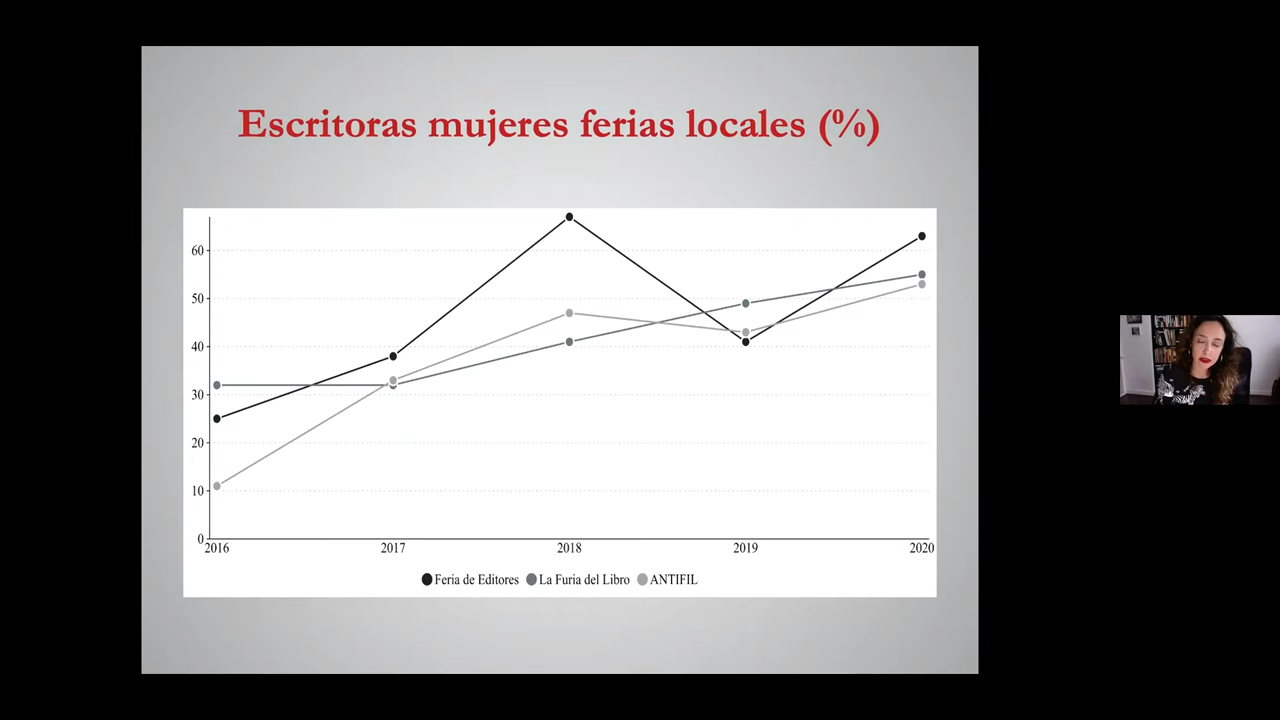 Escritoras mujeres ferias locales (%)
60
50
40
30
20
10
0
2016 2017 2018 2019 2020
Feria de Editores La Furia del Libro ANTIFIL